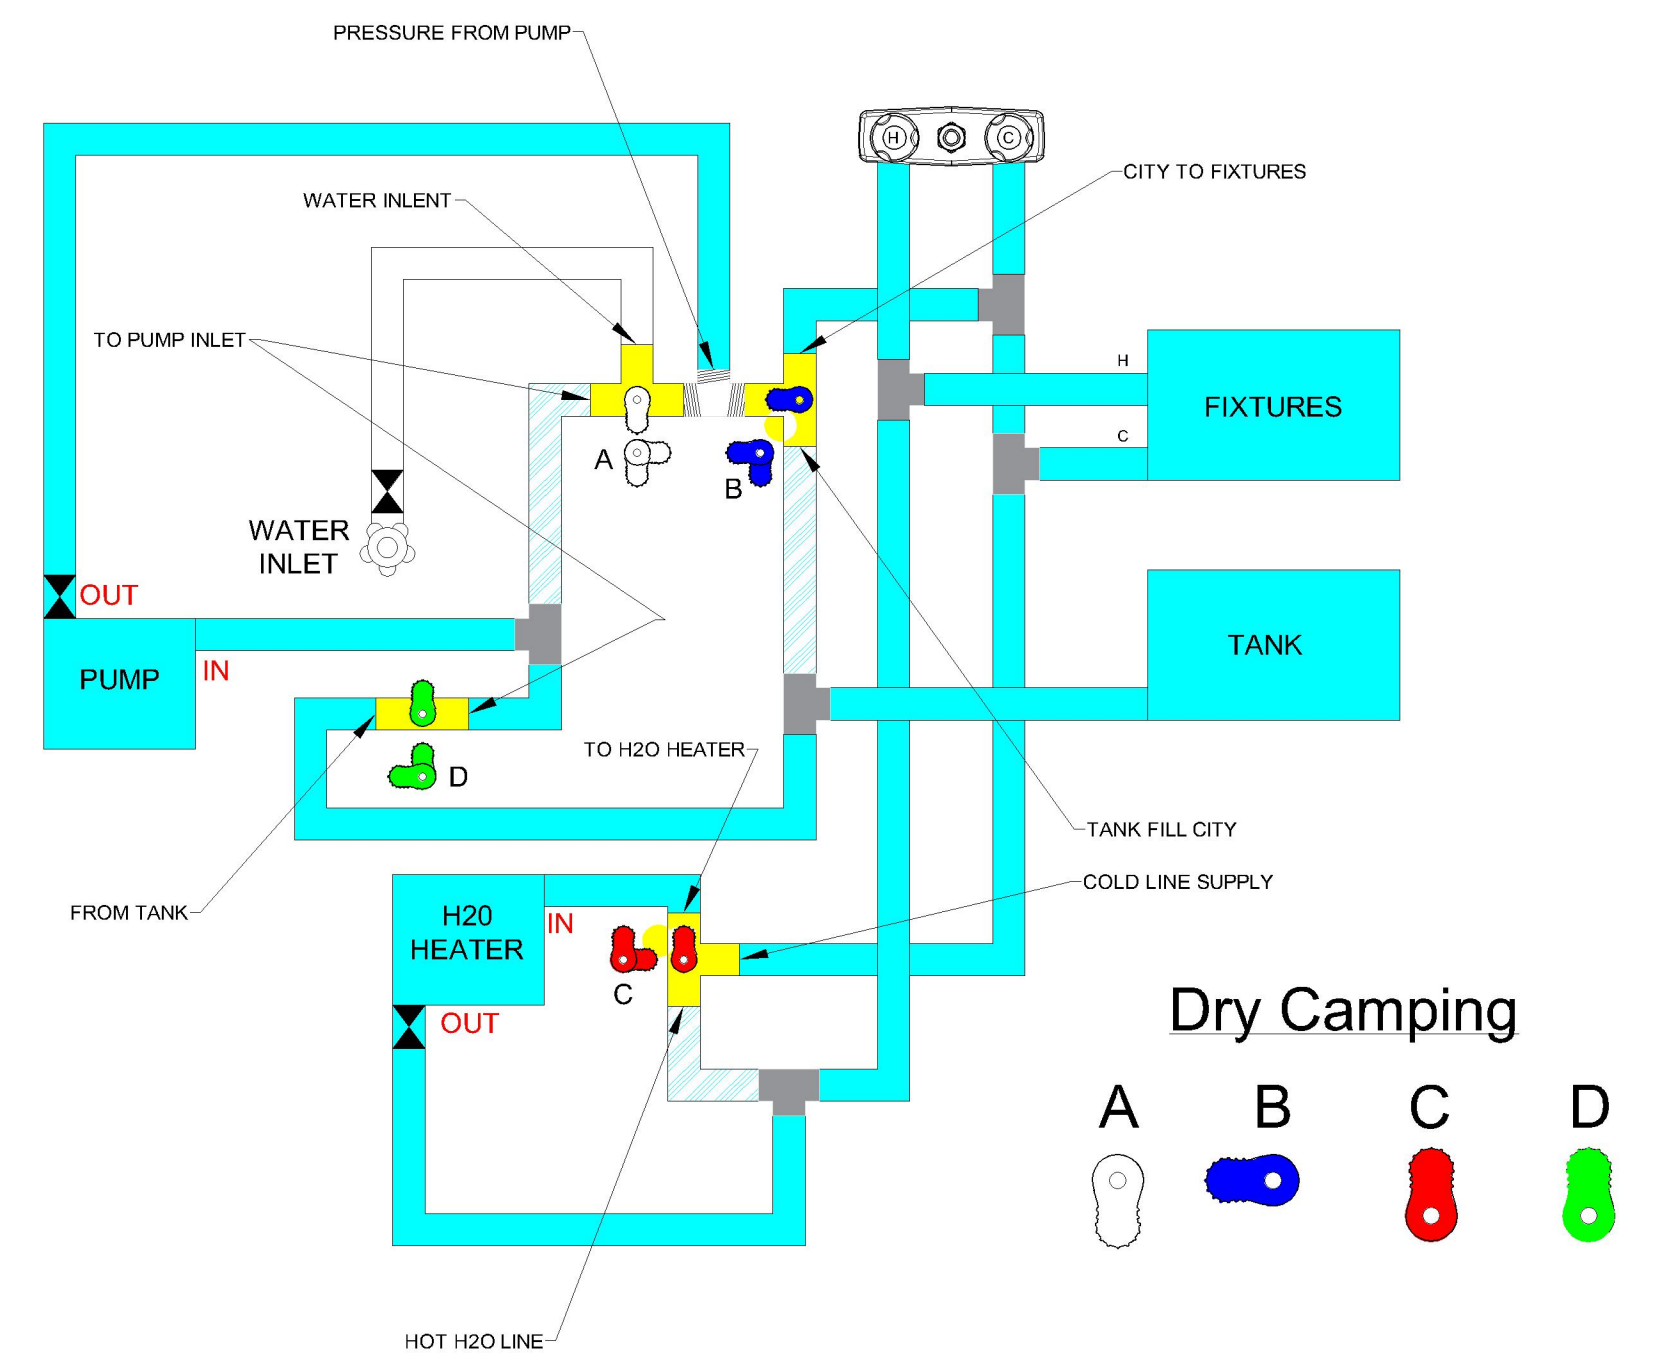 PRESSURE FROM PUMP
H
C
CITY TO FIXTURES
WATER INLENT
TO PUMP INLET
H
FIXTURES
C
A
B
WATER
INLET
OUT
PUMP
IN
TANK
TO H2O HEATER
D
TANK FILL CITY
COLD LINE SUPPLY
FROM TANK
H20
HEATER
IN
C
OUT
Dry Camping
A B C D
HOT H2O LINE